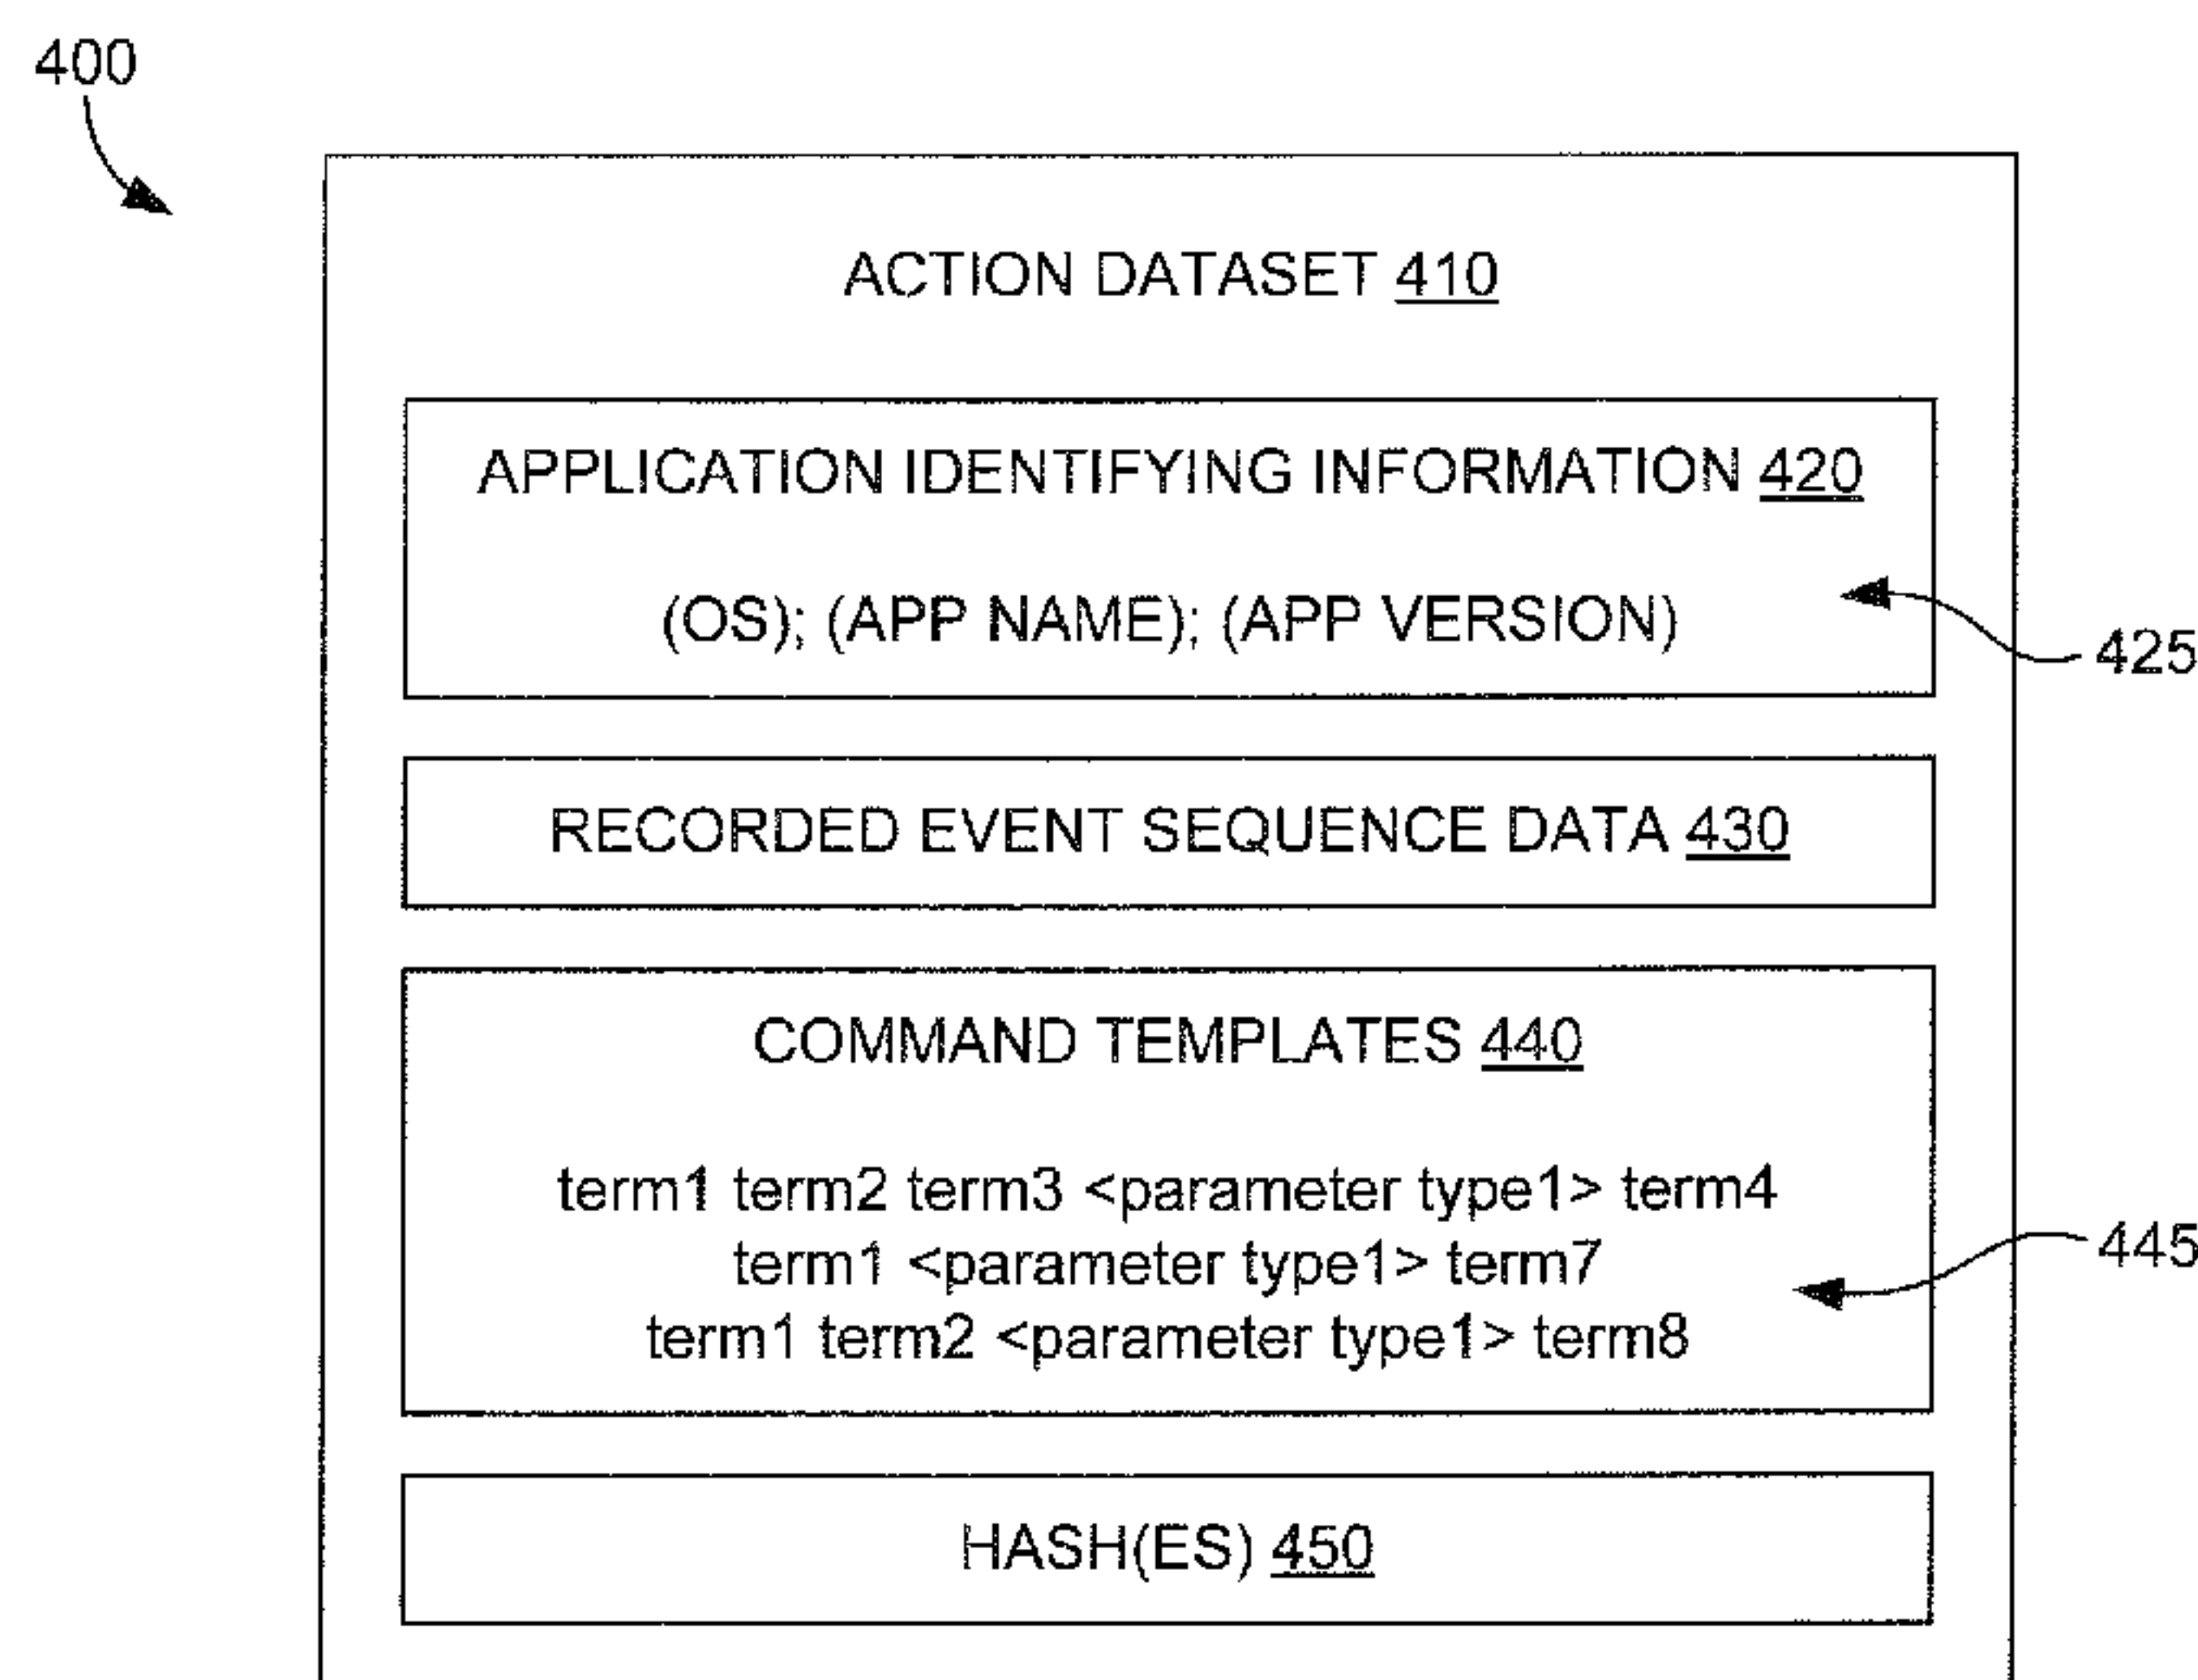 400
ACTION DATASET 410
APPLICATION IDENTIFYING INFORMATION 420
(OS); (APP NAME); (APP VERSION)
425
RECORDED EVENT SEQUENCE DATA 430
COMMAND TEMPLATES 440
term1 term2 term3 <parameter type1> term4
term1 <parameter type1> term7
445
term1 term2 <parameter type1> term8
HASH(ES) 450